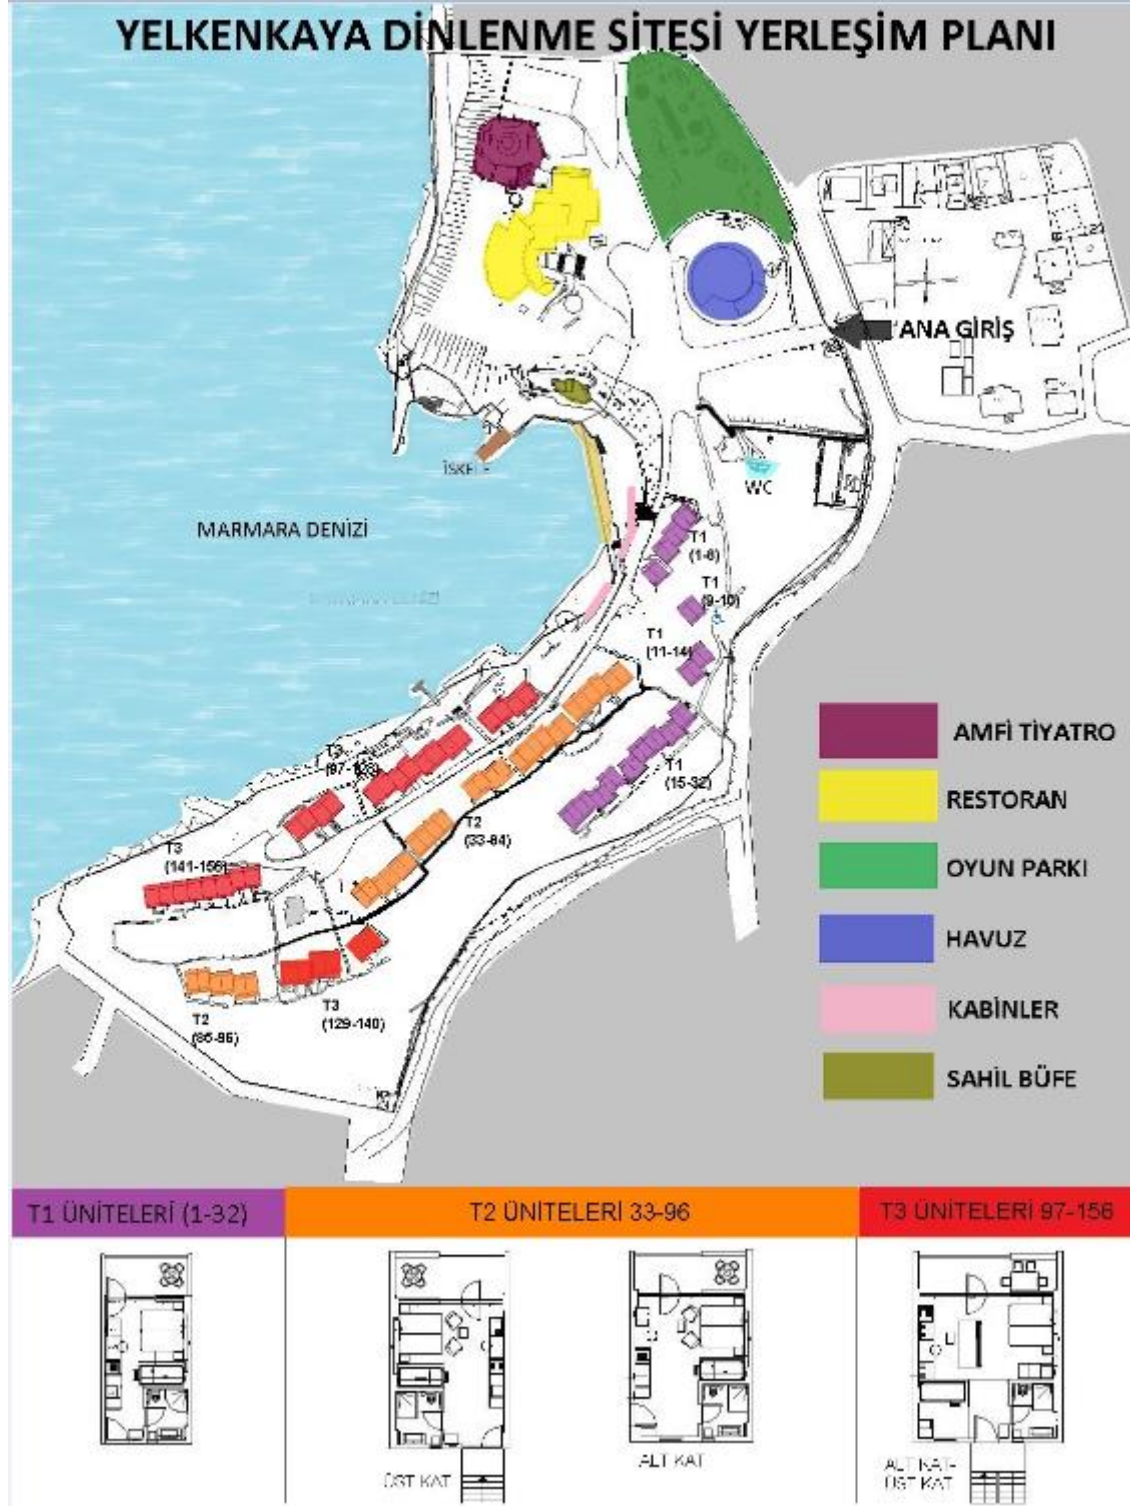 YELKENKAYA DİNLENME SİTESİ YERLEŞİM PLANI
ANA GİRİŞ
İSKELE
WC
MARMARA DENİZİ
T1
(1-8)
T1
(9-10)
T1
(11-14)
T1
(15-32)
T3
T2
(33-84)
T3
(141-156)
T3
(129-140)
T2
(85-96)
AMFİ TİYATRO
RESTORAN
OYUN PARKI
HAVUZ
KABİNLER
SAHİL BÜFE
T1 ÜNİTELERİ (1-32)
T2 ÜNİTELERİ 33-96
T3 ÜNİTELERİ 97-156
ÜST KAT
ALT KAT
ALT KAT-
ÜST KAT